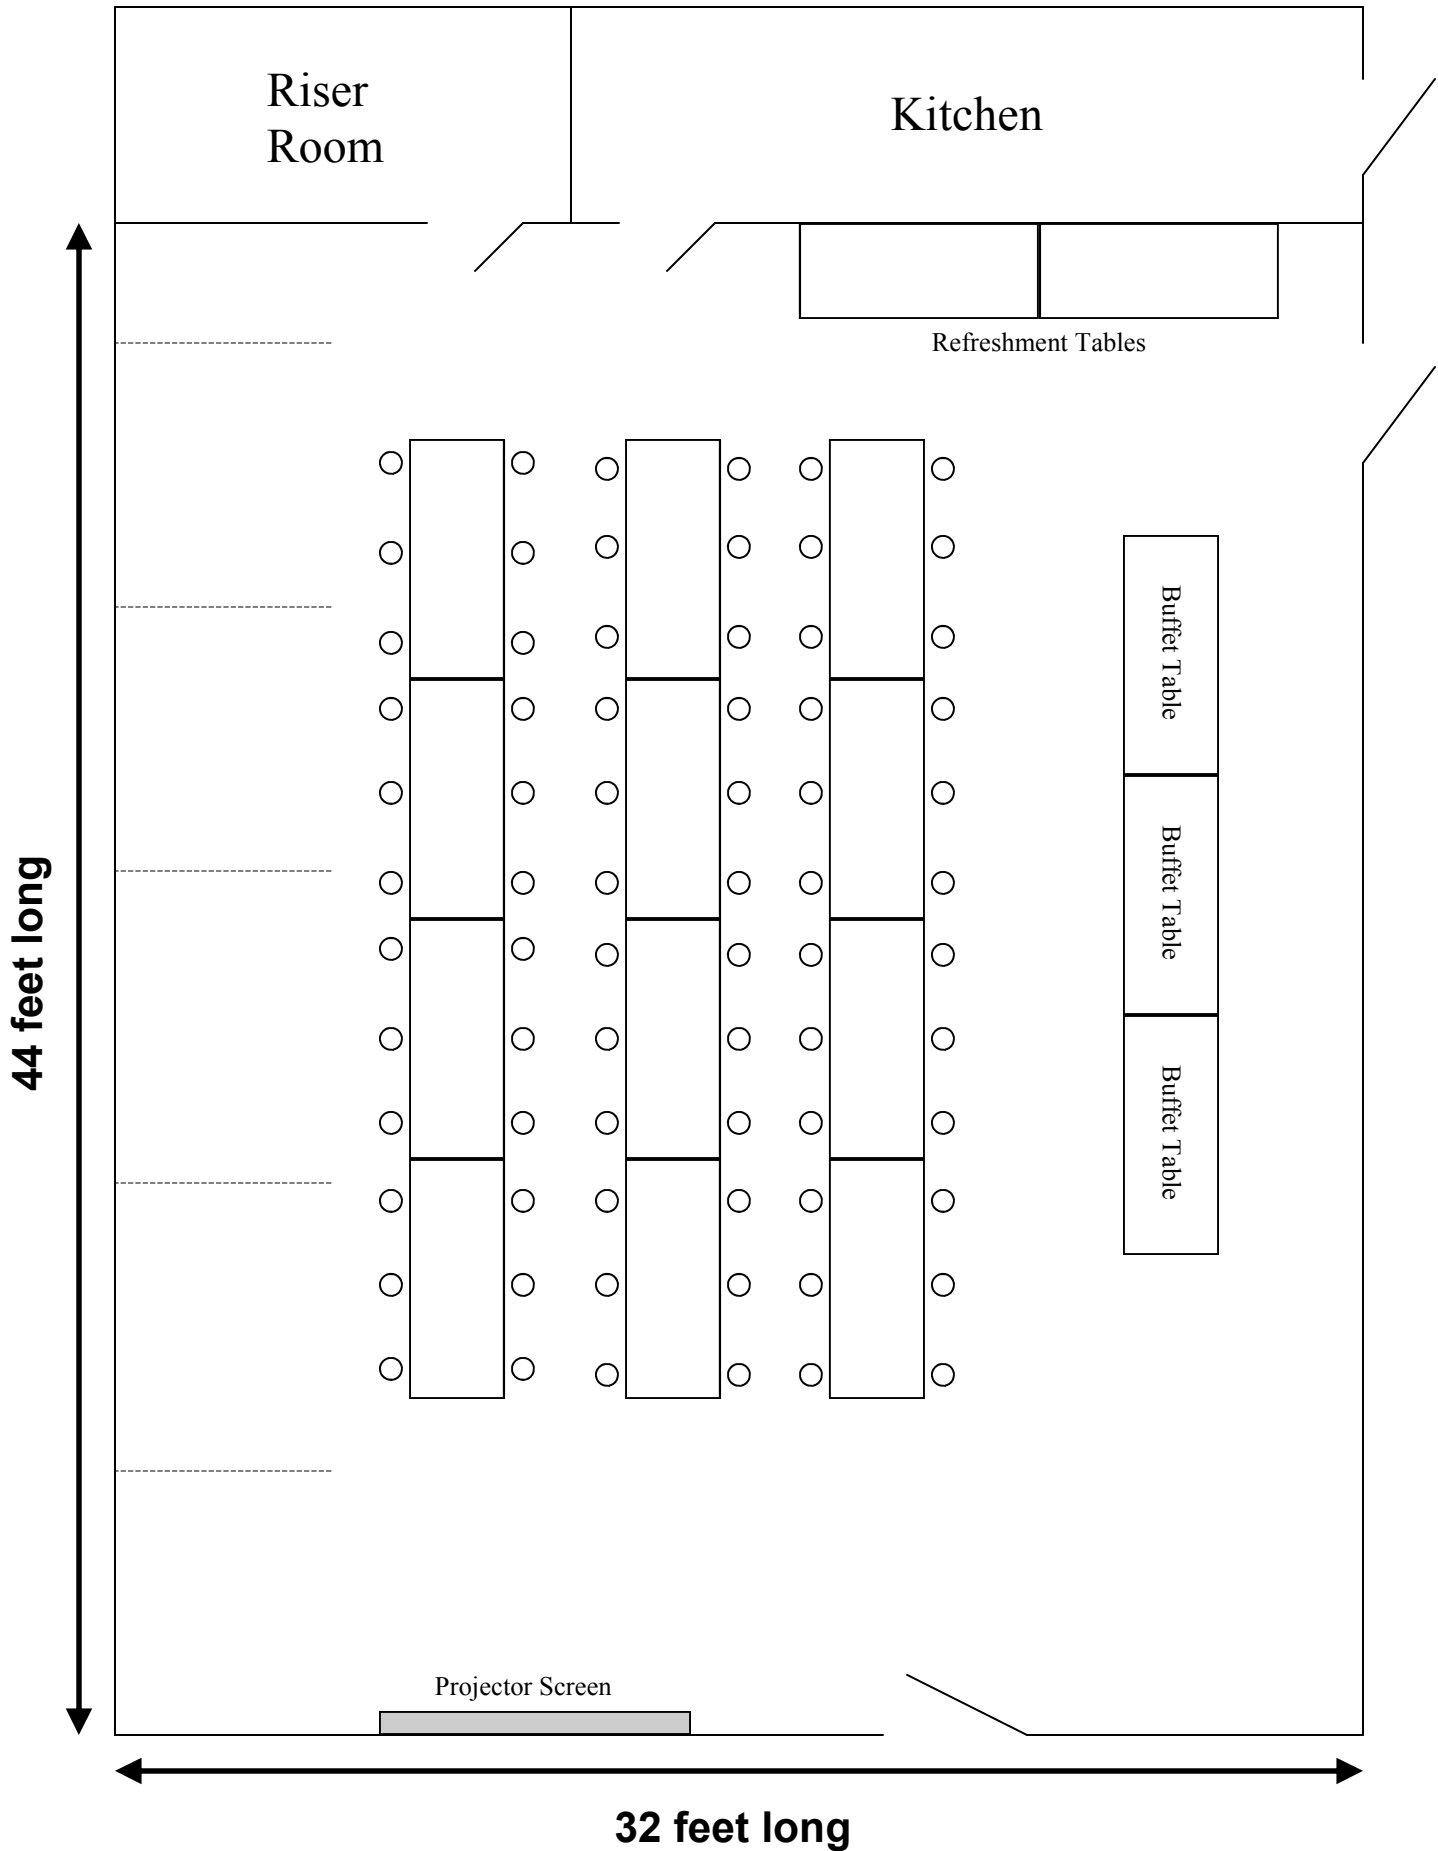 Riser
Room
Kitchen
Refreshment Tables
Buffet Table
Buffet Table
Buffet Table
44 feet long
Projector Screen
32 feet long